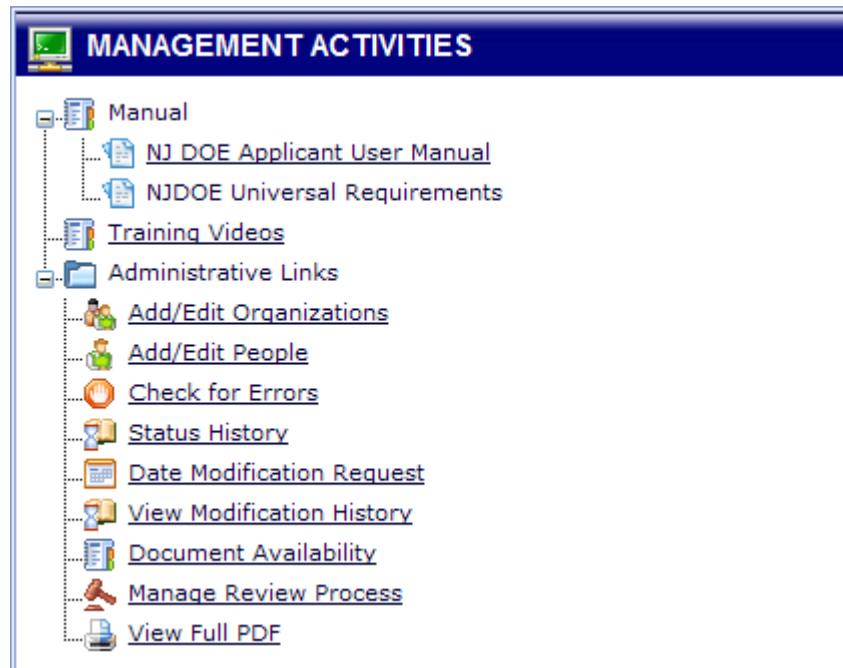 MANAGEMENT ACTIVITIES
Manual
NJ DOE Applicant User Manual
NJDOE Universal Requirements
Training Videos
Administrative Links
Add/Edit Organizations
Add/Edit People
Check for Errors
Status History
Date Modification Request
View Modification History
Document Availability
Manage Review Process
View Full PDF